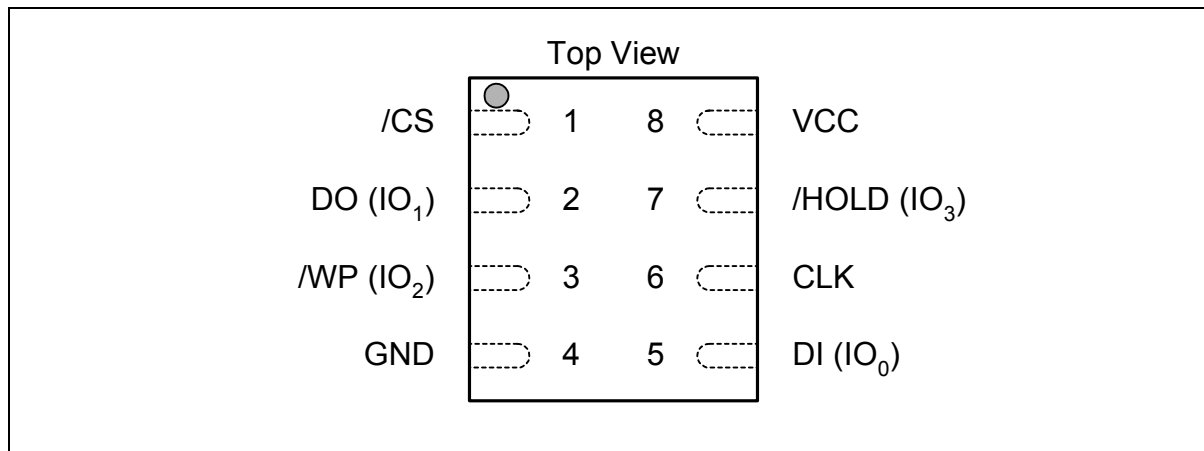 Top View
/CS 1 8 VCC
DO (IO₁) 2 7 /HOLD (IO₃)
/WP (IO₂) 3 6 CLK
GND 4 5 DI (IO₀)